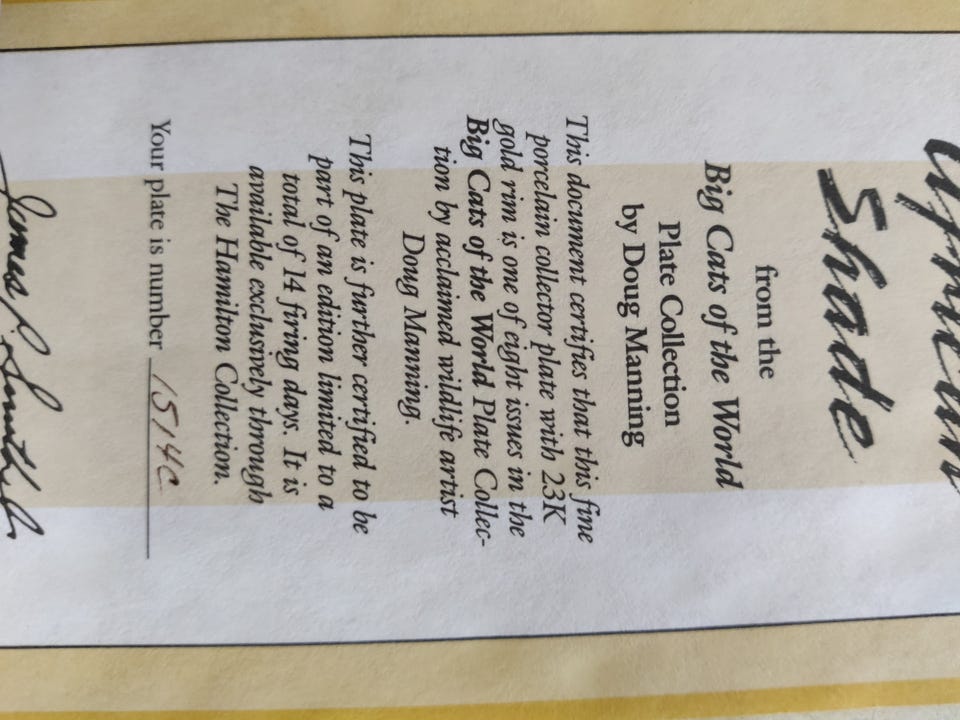 African
Shade
from the
Big Cats of the World
Plate Collection
by Doug Manning
This document certifies that this fine
porcelain collector plate with 23K
gold rim is one of eight issues in the
Big Cats of the World Plate Collec-
tion by acclaimed wildlife artist
Doug Manning.
This plate is further certified to be
part of an edition limited to a
total of 14 firing days. It is
available exclusively through
The Hamilton Collection.
Your plate is number 1514C
James P. Smith Jr.